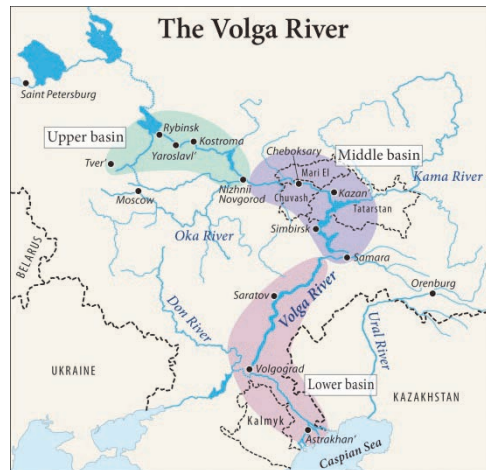 The Volga River
Saint Petersburg
Upper basin
Rybinsk
Kostroma
Yaroslavl'
Tver'
Moscow
Nizhnii
Novgorod
Cheboksary
Middle basin
Mari El
Kazan'
Kama River
Chuvash
Tatarstan
Oka River
Simbirsk
Samara
BELARUS
Don River
Saratov
Volga River
Orenburg
Ural River
UKRAINE
Volgograd
Lower basin
KAZAKHSTAN
Kalmyk
Astrakhan'
Caspian Sea